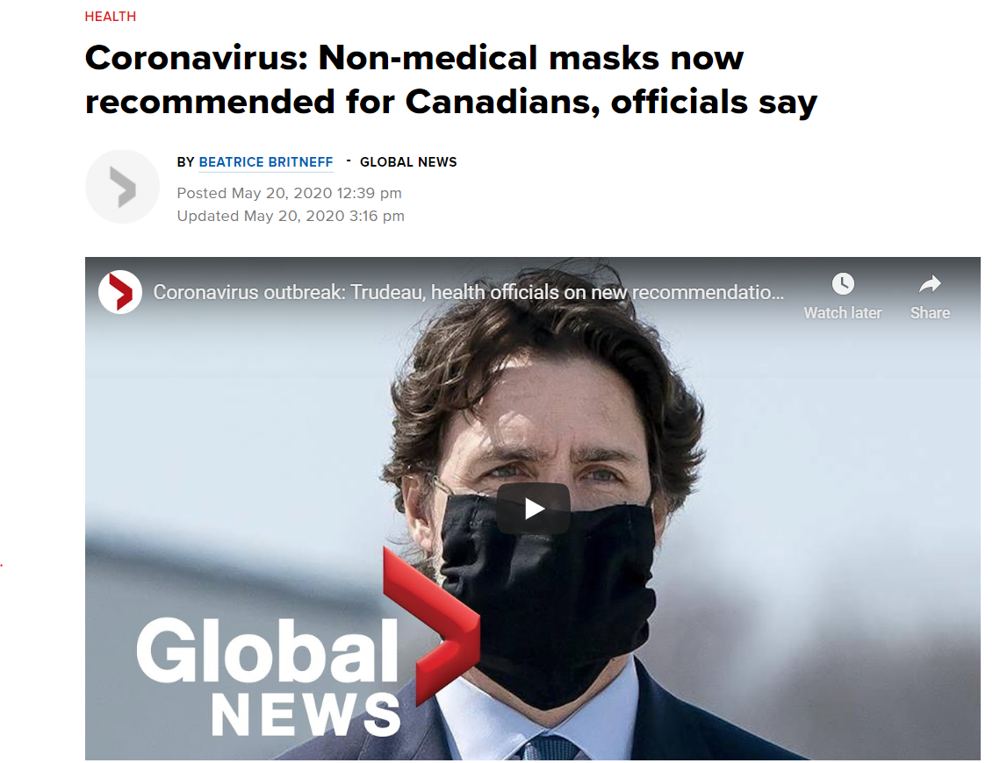 HEALTH
Coronavirus: Non-medical masks now
recommended for Canadians, officials say
BY BEATRICE BRITNEFF - GLOBAL NEWS
Posted May 20, 2020 12:39 pm
Updated May 20, 2020 3:16 pm
Coronavirus outbreak: Trudeau, health officials on new recommendatio...
Watch later
Share
Global
NEWS